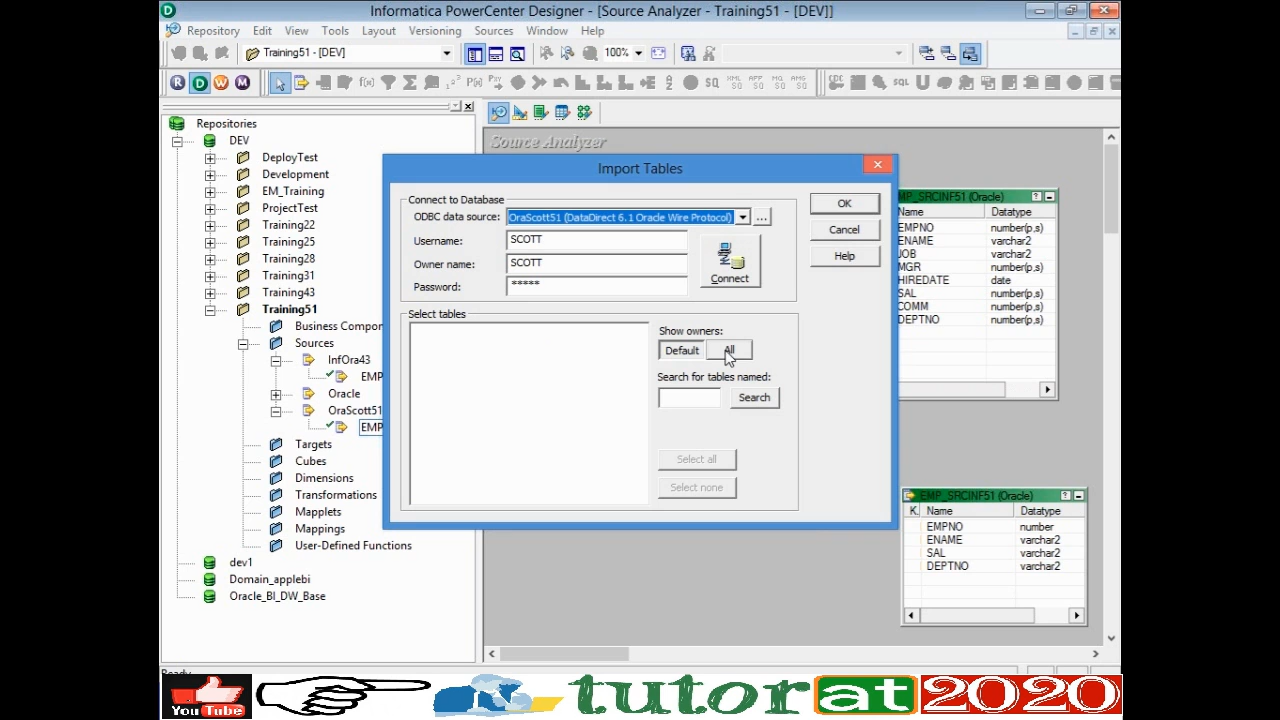 Informatica PowerCenter Designer - [Source Analyzer - Training51 - [DEV]]
Repository Edit View Tools Layout Versioning Sources Window Help
Training51 - [DEV]
100%
R D W M
Repositories
DEV
DeployTest
Development
EM_Training
ProjectTest
Training22
Training25
Training28
Training31
Training43
Training51
Business Compor
Sources
InfOra43
EMP
Oracle
OraScott51
EMP
Targets
Cubes
Dimensions
Transformations
Mapplets
Mappings
User-Defined Functions
dev1
Domain_applebi
Oracle_BI_DW_Base
Source Analyzer
Import Tables
Connect to Database
ODBC data source: OraScott51 (DataDirect 6.1 Oracle Wire Protocol) ...
Username: SCOTT
Owner name: SCOTT
Password: *****
Connect
OK
Cancel
Help
Select tables
Show owners:
Default All
Search for tables named:
Search
Select all
Select none
MP_SRCINF51 (Oracle)
Name Datatype
EMPNO number(p,s)
ENAME varchar2
JOB varchar2
MGR number(p,s)
HIREDATE date
SAL number(p,s)
COMM number(p,s)
DEPTNO number(p,s)
EMP_SRCINF51 (Oracle)
K. Name Datatype
EMPNO number
ENAME varchar2
SAL varchar2
DEPTNO varchar2
Ready
You Tube
tutorat2020